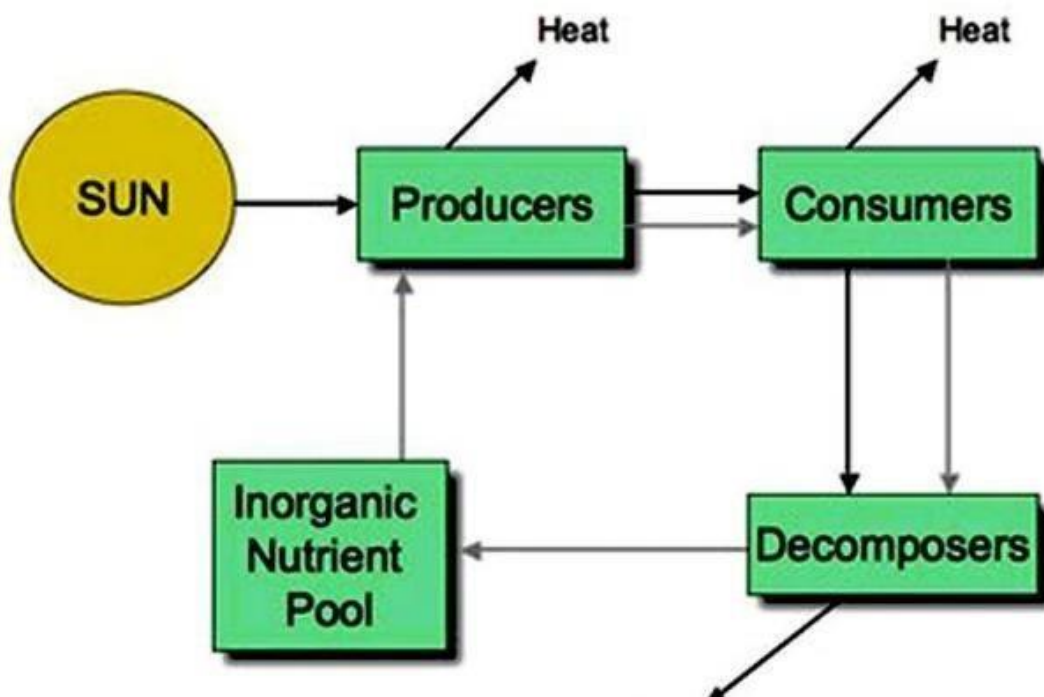 Heat
Heat
SUN
Producers
Consumers
Inorganic
Nutrient
Pool
Decomposers